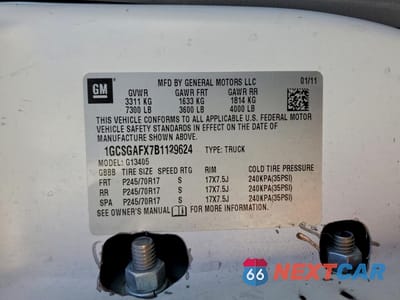 GM
MFD BY GENERAL MOTORS LLC 01/11
GVWR GAWR FRT GAWR RR
3311 KG 1633 KG 1814 KG
7300 LB 3600 LB 4000 LB
THIS VEHICLE CONFORMS TO ALL APPLICABLE U.S. FEDERAL MOTOR
VEHICLE SAFETY STANDARDS IN EFFECT ON THE DATE OF
MANUFACTURE SHOWN ABOVE.
1GCSGAFX7B1129624 TYPE: TRUCK
MODEL: G13405
GBBB TIRE SIZE SPEED RTG RIM COLD TIRE PRESSURE
FRT P245/70R17 S 17X7.5J 240KPA(35PSI)
RR P245/70R17 S 17X7.5J 240KPA(35PSI)
SPA P245/70R17 S 17X7.5J 240KPA(35PSI)
SEE OWNER'S MANUAL FOR MORE INFORMATION.
66 NEXTCAR